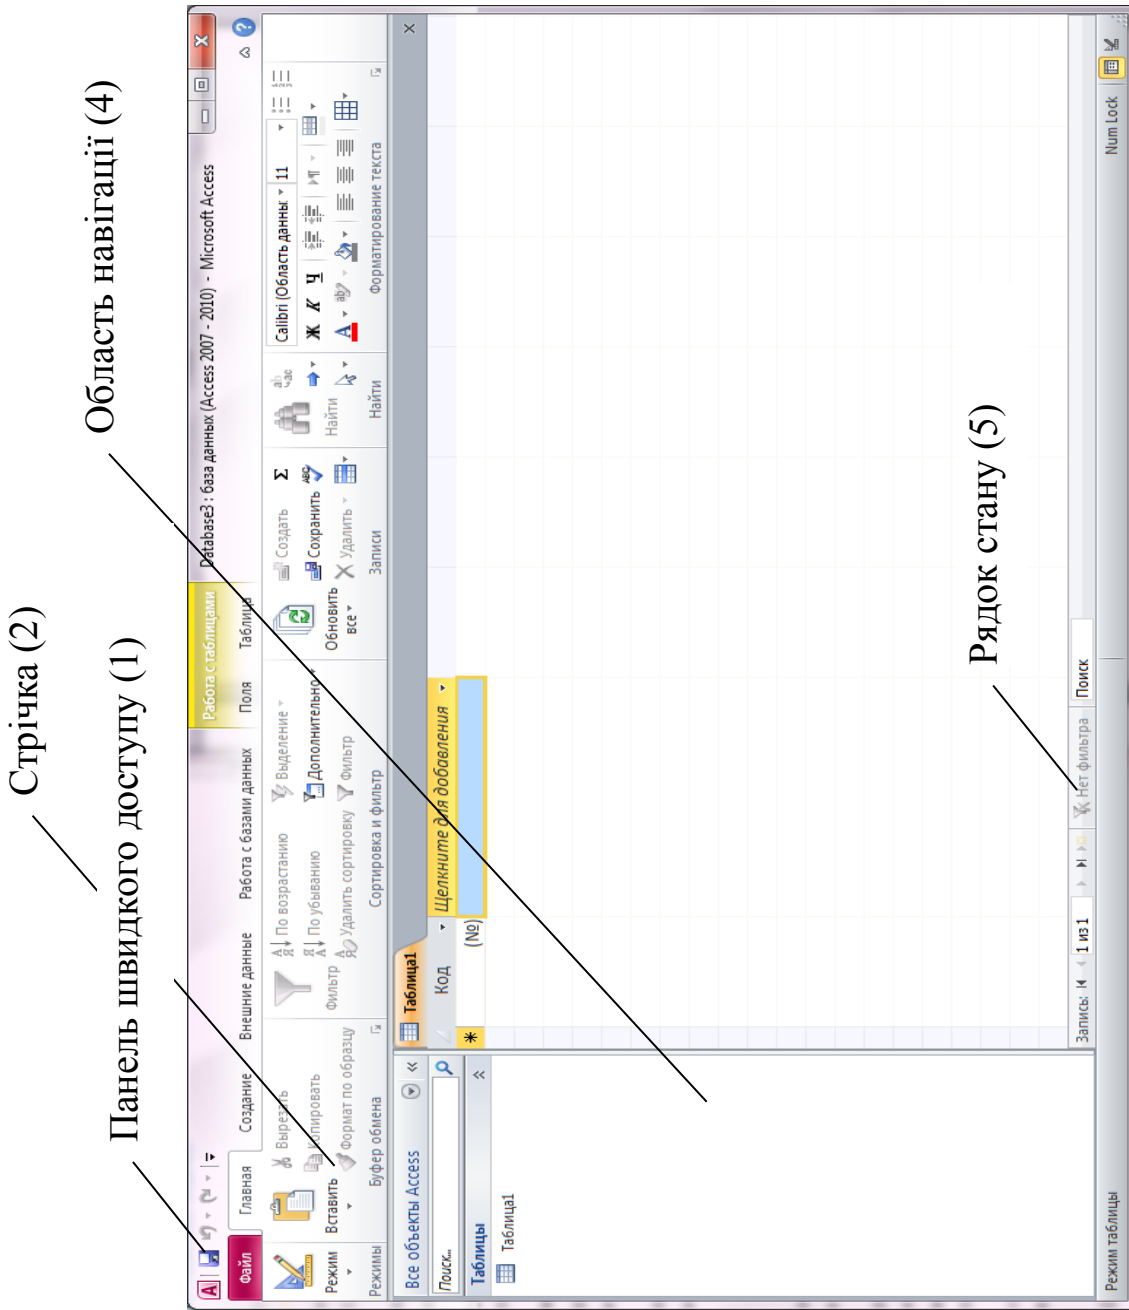 Стрічка (2)
Панель швидкого доступу (1)
Область навігації (4)
Database3 : база данных (Access 2007 - 2010) - Microsoft Access
Работа с таблицами
Файл Главная Создание Внешние данные Работа с базами данных Поля Таблица
Режим
Режимы
Вставить
Вырезать
Копировать
Формат по образцу
Буфер обмена
Фильтр
По возрастанию
По убыванию
Удалить сортировку
Выделение
Дополнительно
Фильтр
Сортировка и фильтр
Обновить
все
Создать
Сохранить
Удалить
Записи
Найти
Найти
Calibri (Область данны: 11
Ж К Ч
Форматирование текста
Все объекты Access
Поиск...
Таблицы
Таблица1
Таблица1
Код Щелкните для добавления
(№)
Рядок стану (5)
Запись: 1 из 1 Нет фильтра Поиск
Режим таблицы Num Lock